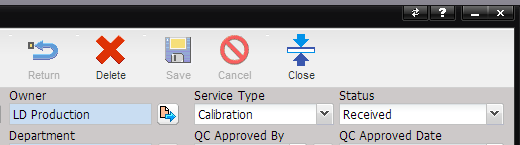 Return Delete Save Cancel Close
Owner Service Type Status
LD Production Calibration Received
Department QC Approved By QC Approved Date